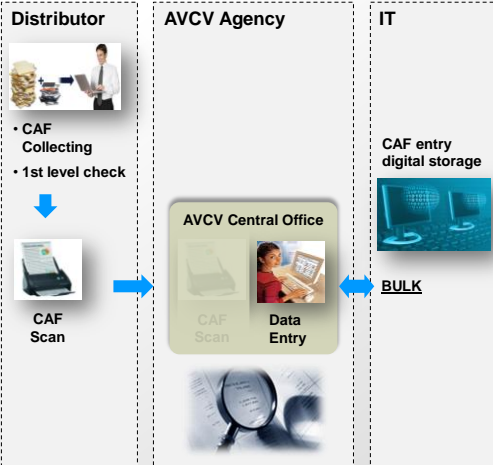 Distributor
• CAF
Collecting
• 1st level check
CAF
Scan
AVCV Agency
AVCV Central Office
CAF
Scan
Data
Entry
IT
CAF entry
digital storage
BULK